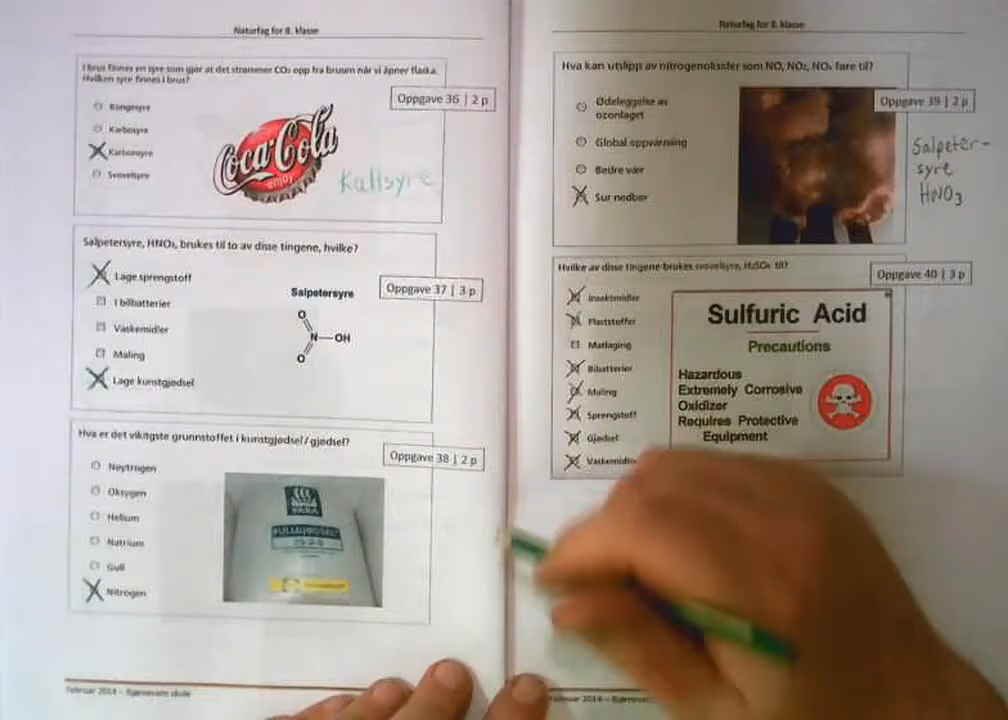 Naturfag for 8. klasse
I brus finnes en syre som gjør at det strømmer CO₂ opp fra brusen når vi åpner flaska.
Hvilken syre finnes i brus?
Oppgave 36 | 2 p
Kongesyre
Karbosyre
Karbonsyre
Svovelsyre
Coca-Cola
enjoy
Kullsyre
Salpetersyre, HNO₃, brukes til to av disse tingene, hvilke?
Oppgave 37 | 3 p
Lage sprengstoff
I bilbatterier
Vaskemidler
Maling
Lage kunstgjødsel
Salpetersyre
O
N—OH
O
Hva er det viktigste grunnstoffet i kunstgjødsel/gjødsel?
Oppgave 38 | 2 p
Nøytrogen
Oksygen
Helium
Natrium
Gull
Nitrogen
YARA
FULLGJØDSEL
Februar 2014 – Bjørnevatn skole
Naturfag for 8. klasse
Hva kan utslipp av nitrogenoksider som NO, NO₂, NOₓ føre til?
Oppgave 39 | 2 p
Ødeleggelse av
ozonlaget
Global oppvarming
Bedre vær
Sur nedbør
Salpeter-
syre
HNO₃
Hvilke av disse tingene brukes svovelsyre, H₂SO₄ til?
Oppgave 40 | 3 p
Insektsmidler
Plaststoffer
Matlaging
Bilbatterier
Maling
Sprengstoff
Gjødsel
Sulfuric Acid
Precautions
Hazardous
Extremely Corrosive
Oxidizer
Requires Protective
Equipment
Februar 2014 – Bjørnevatn